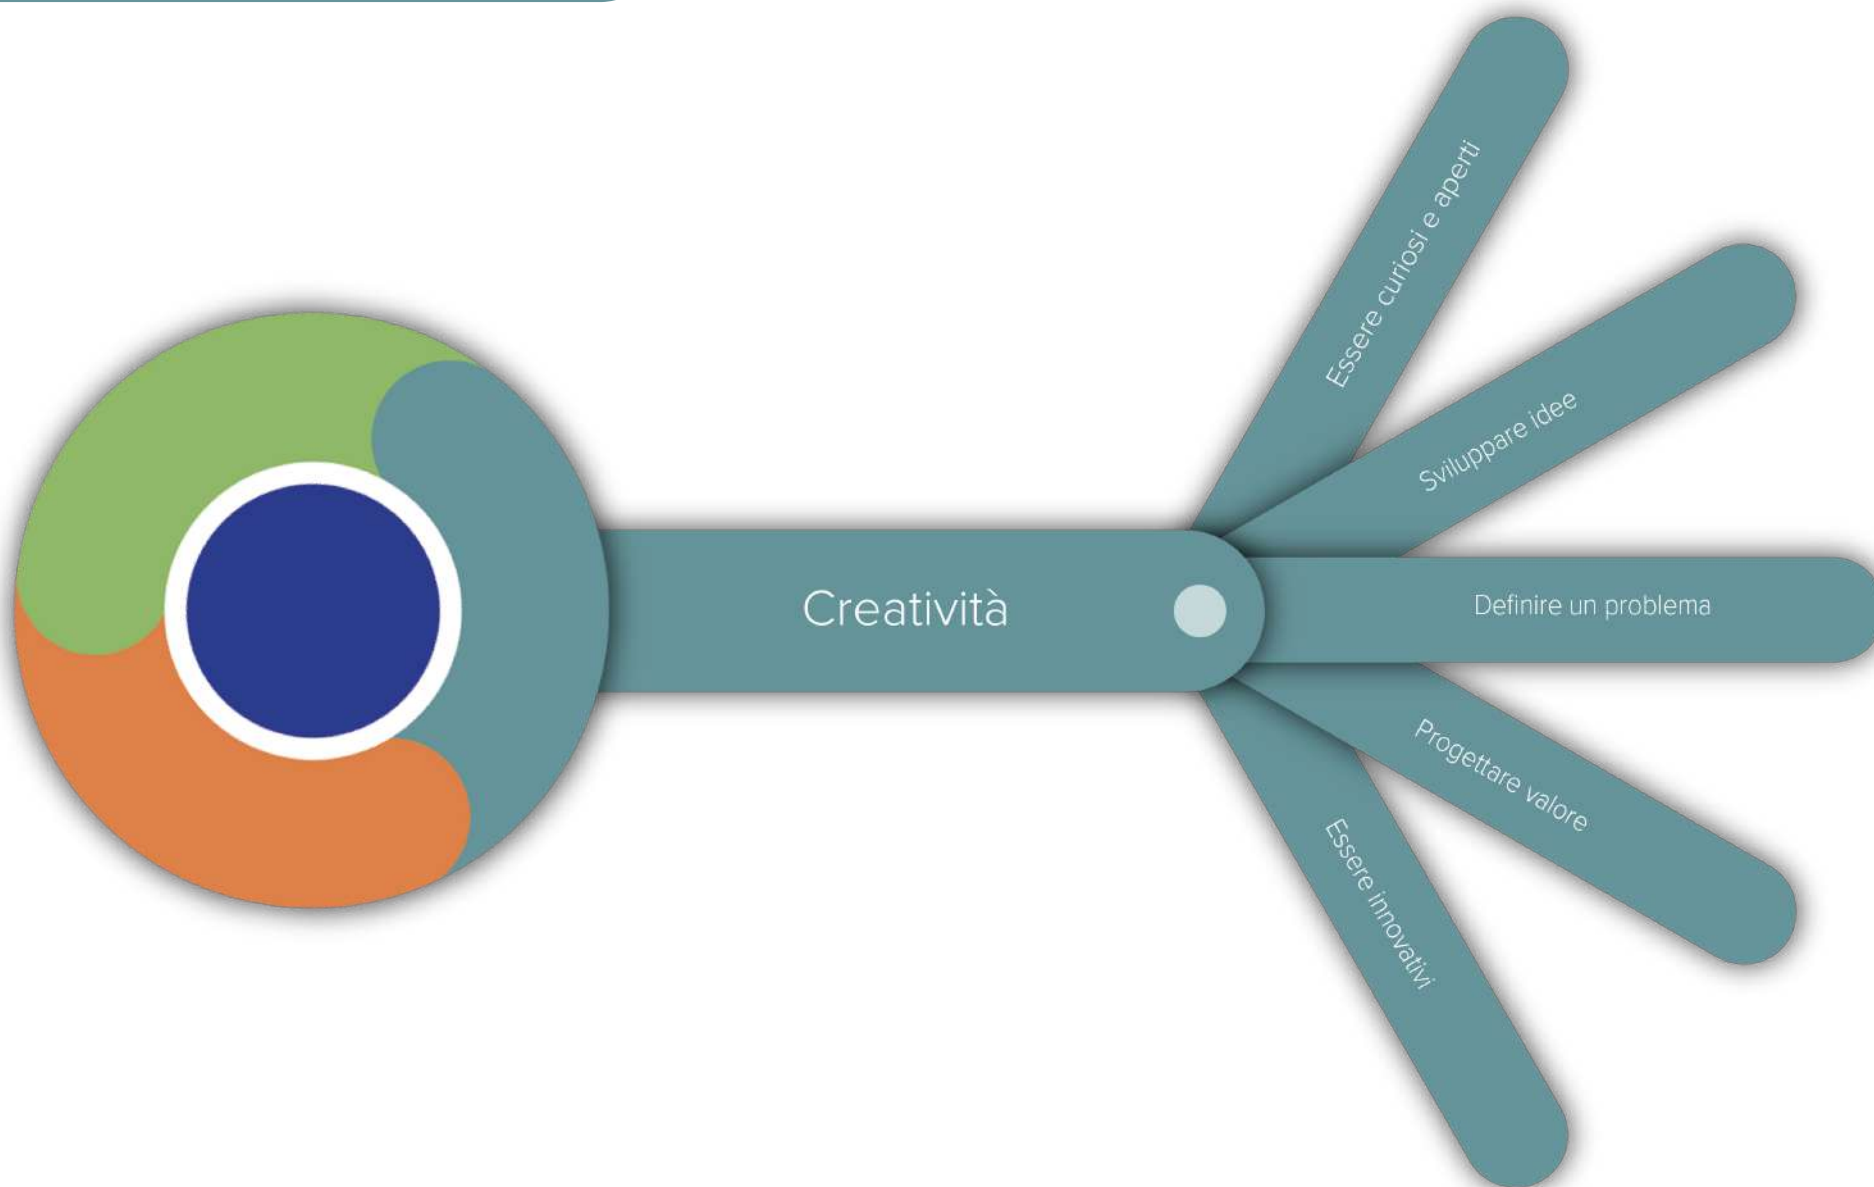 Essere curiosi e aperti
Sviluppare idee
Creatività
Definire un problema
Progettare valore
Essere innovativi